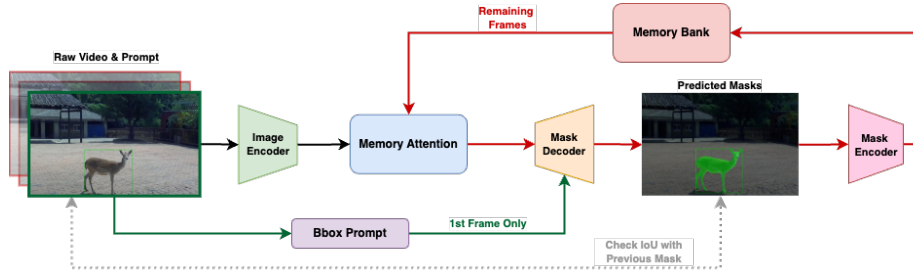 Remaining
Frames
Memory Bank
Raw Video & Prompt
Predicted Masks
Image
Encoder
Memory Attention
Mask
Decoder
Mask
Encoder
Bbox Prompt
1st Frame Only
Check IoU with
Previous Mask